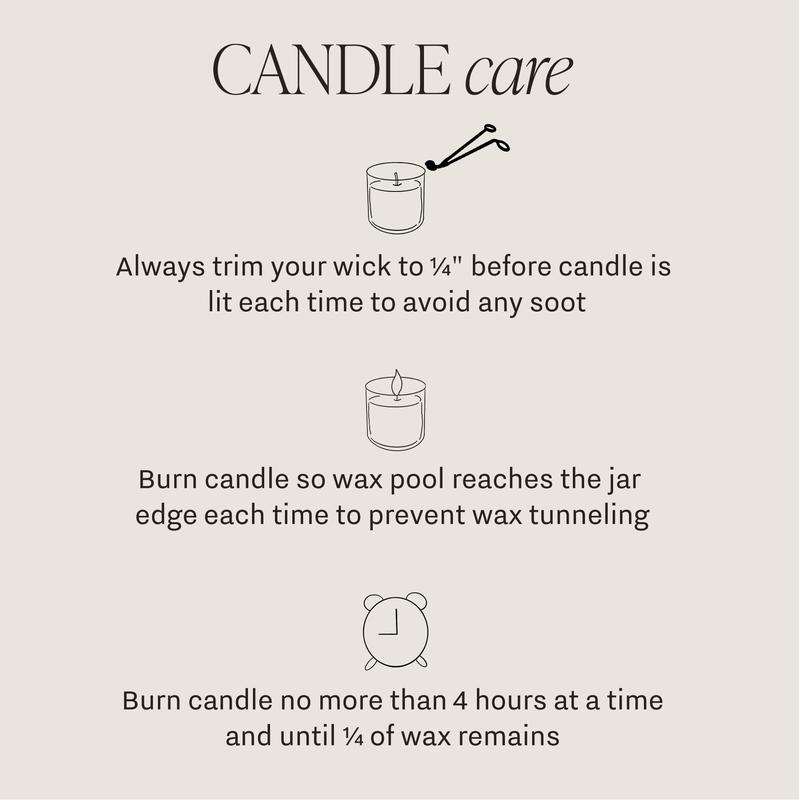 CANDLE care
Always trim your wick to ¼" before candle is
lit each time to avoid any soot
Burn candle so wax pool reaches the jar
edge each time to prevent wax tunneling
Burn candle no more than 4 hours at a time
and until ¼ of wax remains